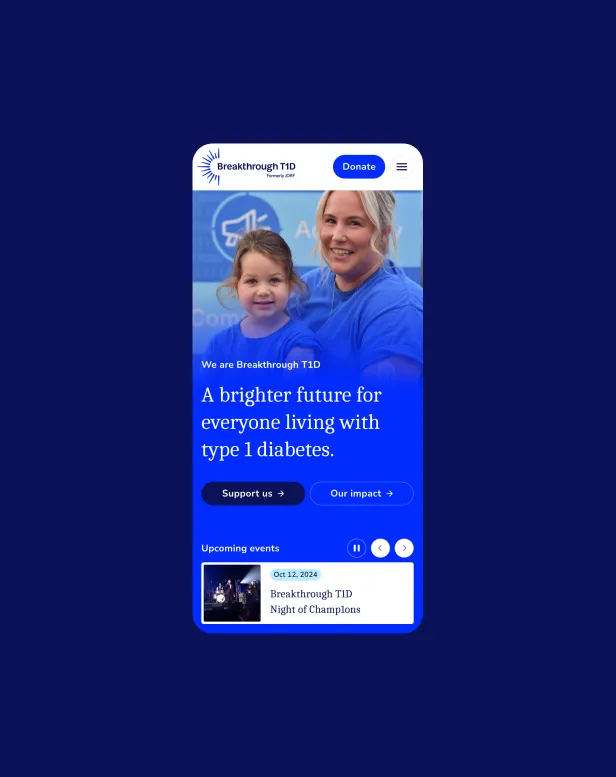 Breakthrough T1D
Formerly JDRF
Donate
We are Breakthrough T1D
A brighter future for
everyone living with
type 1 diabetes.
Support us →
Our impact →
Upcoming events
Oct 12, 2024
Breakthrough T1D
Night of Champ1ons